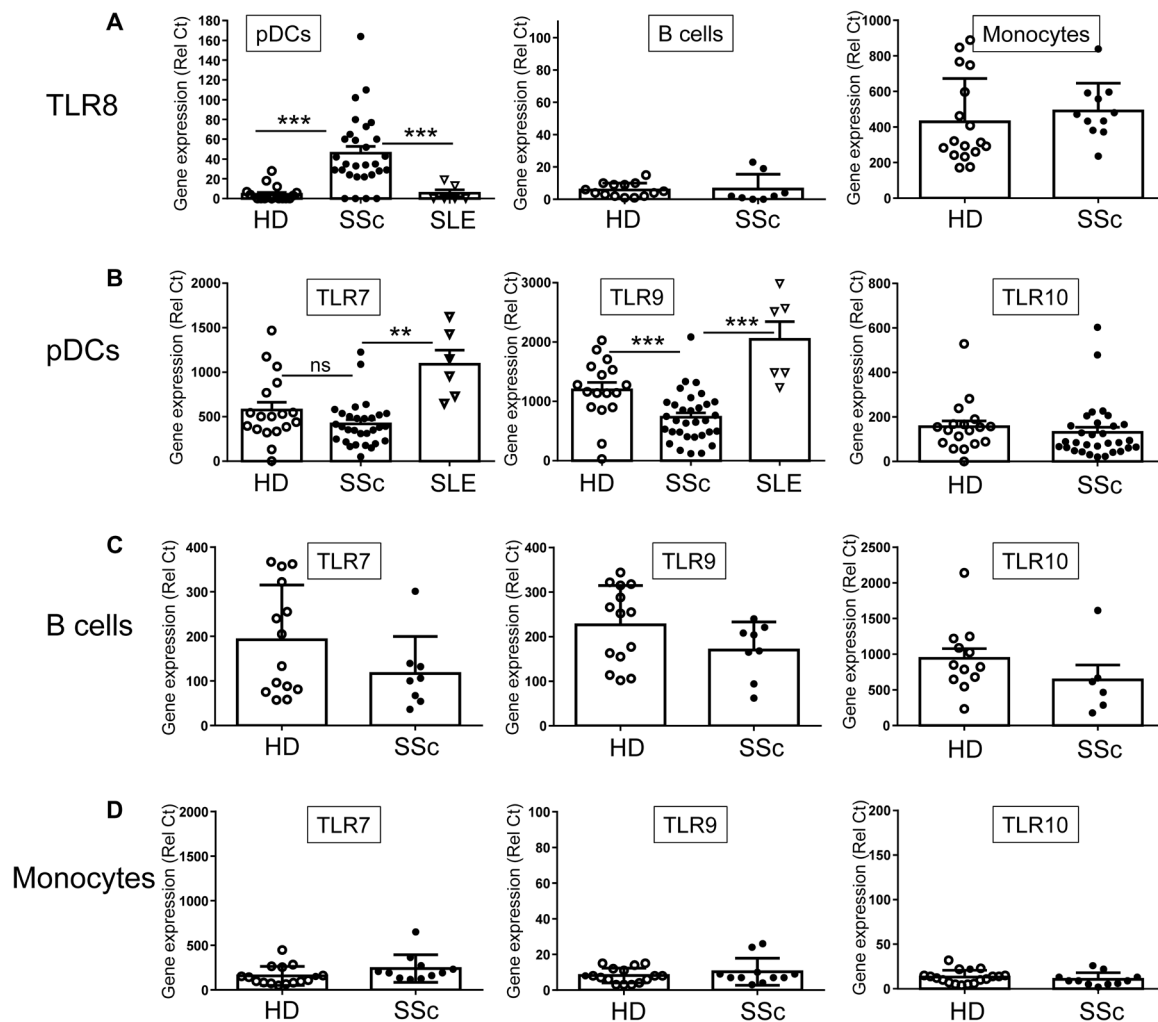 A
TLR8
pDCs
Gene expression (Rel Ct)
180
160
140
120
100
80
60
40
20
0
***
***
HD SSc SLE
B cells
Gene expression (Rel Ct)
100
80
60
40
20
0
HD SSc
Monocytes
Gene expression (Rel Ct)
1000
800
600
400
200
0
HD SSc
B
pDCs
TLR7
Gene expression (Rel Ct)
2000
1500
1000
500
0
ns
**
HD SSc SLE
TLR9
Gene expression (Rel Ct)
3000
2000
1000
0
***
***
HD SSc SLE
TLR10
Gene expression (Rel Ct)
800
600
400
200
0
HD SSc
C
B cells
TLR7
Gene expression (Rel Ct)
400
300
200
100
0
HD SSc
TLR9
Gene expression (Rel Ct)
400
300
200
100
0
HD SSc
TLR10
Gene expression (Rel Ct)
2500
2000
1500
1000
500
0
HD SSc
D
Monocytes
TLR7
Gene expression (Rel Ct)
2000
1500
1000
500
0
HD SSc
TLR9
Gene expression (Rel Ct)
100
80
60
40
20
0
HD SSc
TLR10
Gene expression (Rel Ct)
200
150
100
50
0
HD SSc